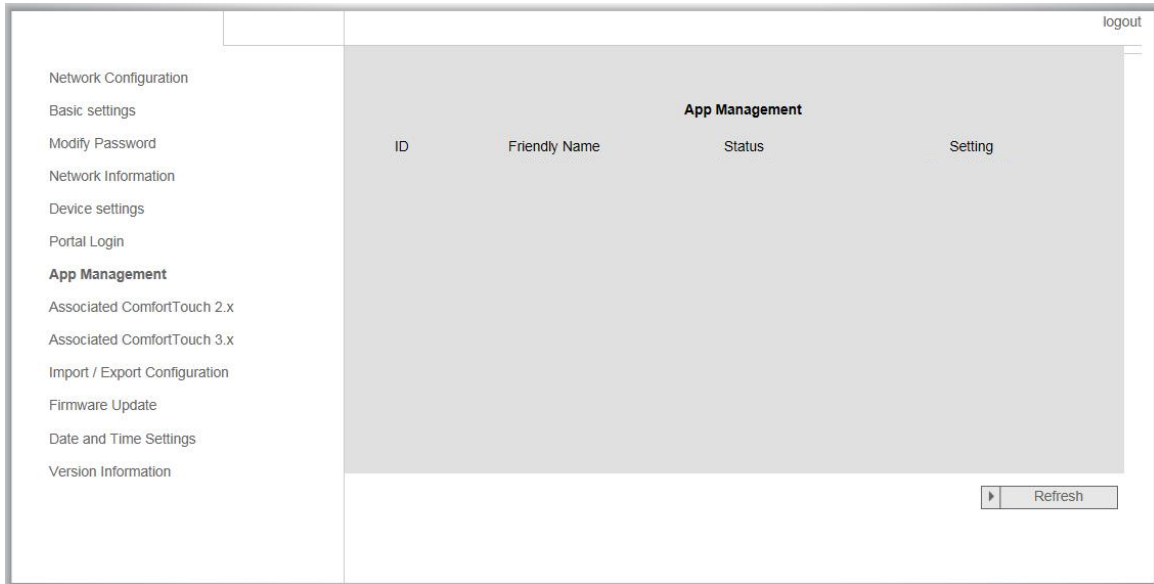 logout
Network Configuration
Basic settings
Modify Password
Network Information
Device settings
Portal Login
App Management
Associated ComfortTouch 2.x
Associated ComfortTouch 3.x
Import / Export Configuration
Firmware Update
Date and Time Settings
Version Information
App Management
ID Friendly Name Status Setting
Refresh